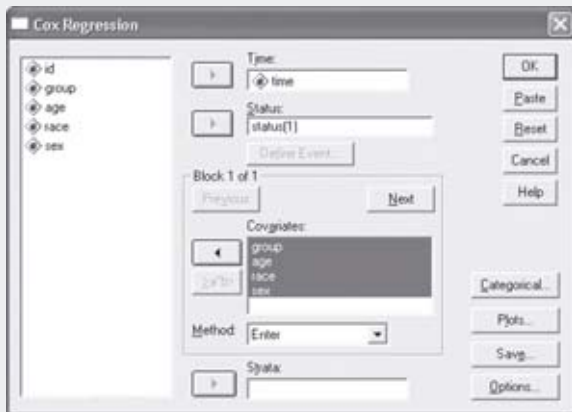 Cox Regression
id
group
age
race
sex
Time:
time
Status:
status(1)
Define Event...
Block 1 of 1
Previous
Next
Covariates:
group
age
race
sex
>a*b>
Method:
Enter
Strata:
OK
Paste
Reset
Cancel
Help
Categorical...
Plots...
Save...
Options...